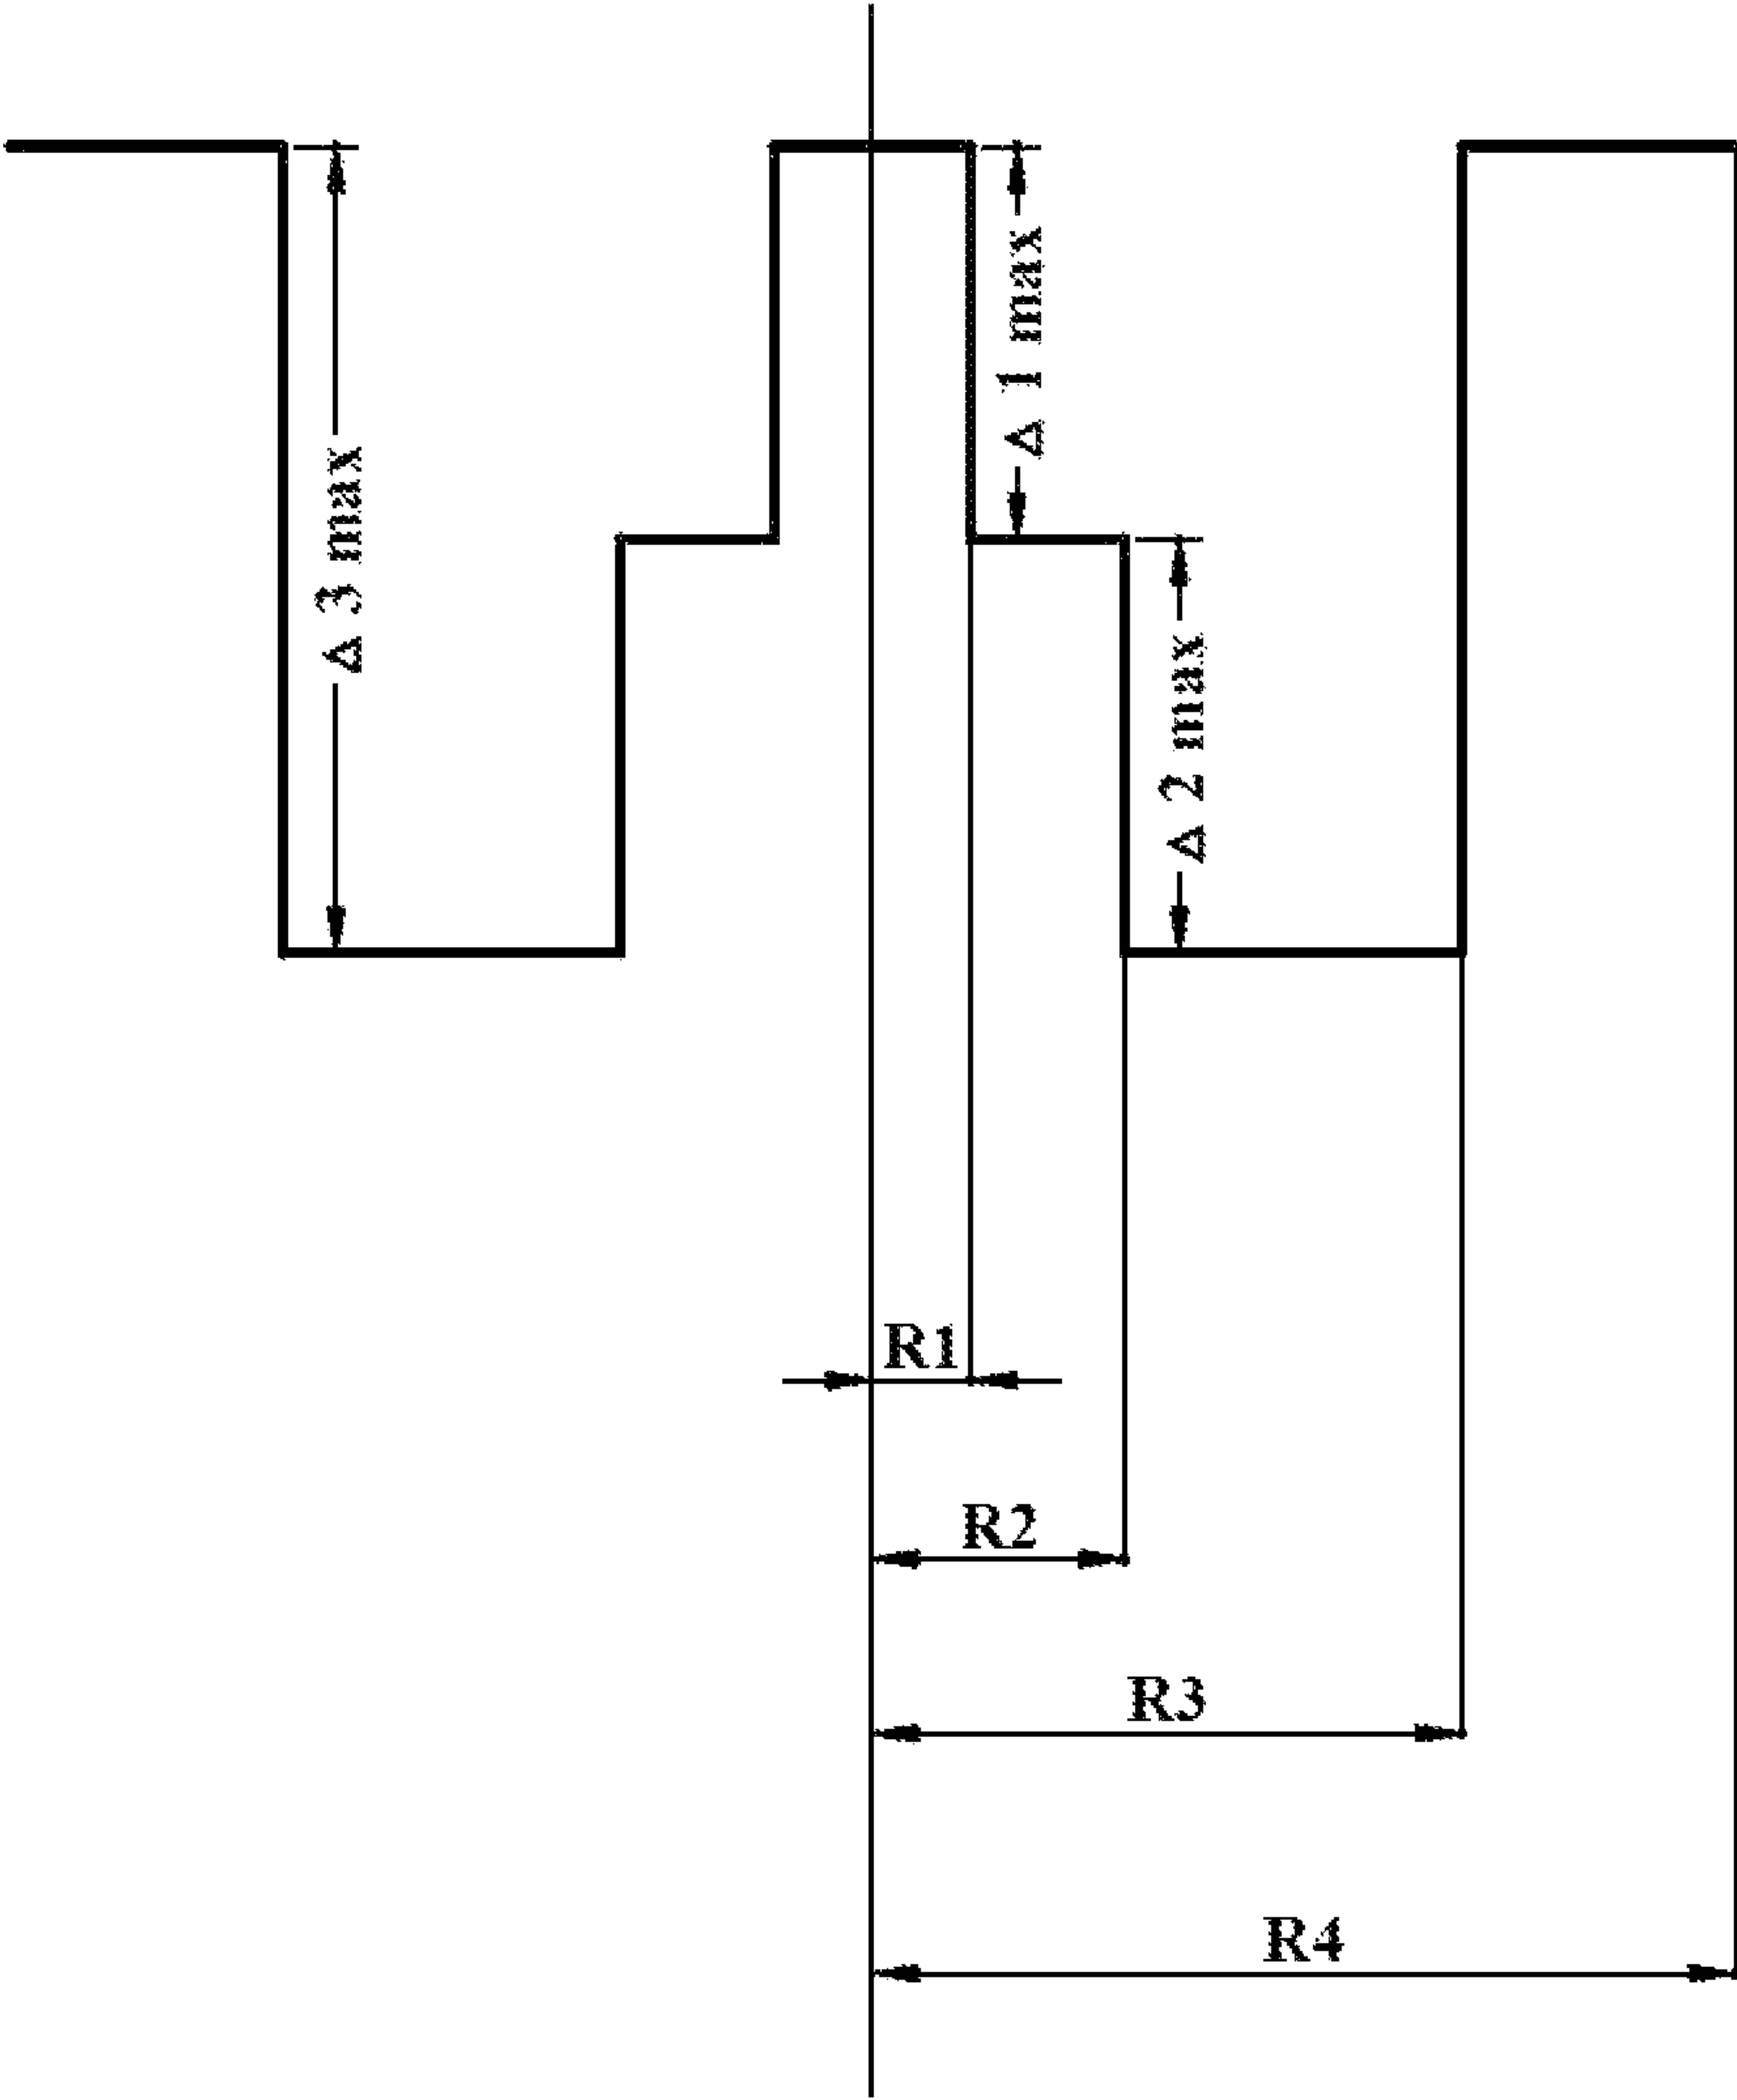 Δ 1 max
Δ 3 max
Δ 2 max
R1
R2
R3
R4